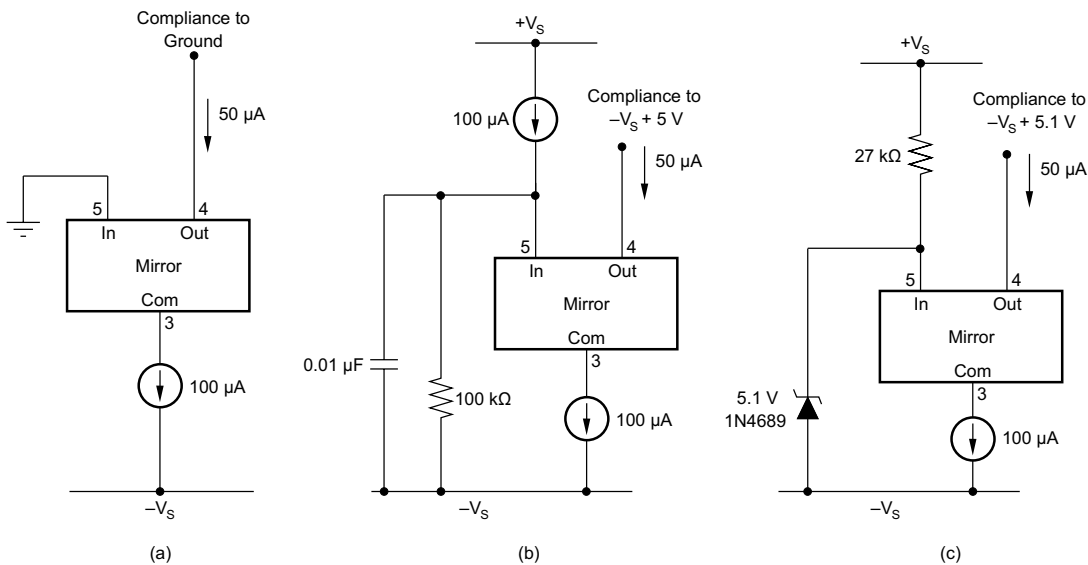 Compliance to
Ground
50 µA
5
4
In
Out
Mirror
Com
3
100 µA
–V_S
(a)
+V_S
100 µA
Compliance to
–V_S + 5 V
50 µA
5
4
In
Out
Mirror
Com
3
0.01 µF
100 kΩ
100 µA
–V_S
(b)
+V_S
27 kΩ
Compliance to
–V_S + 5.1 V
50 µA
5
4
In
Out
Mirror
Com
3
5.1 V
1N4689
100 µA
–V_S
(c)